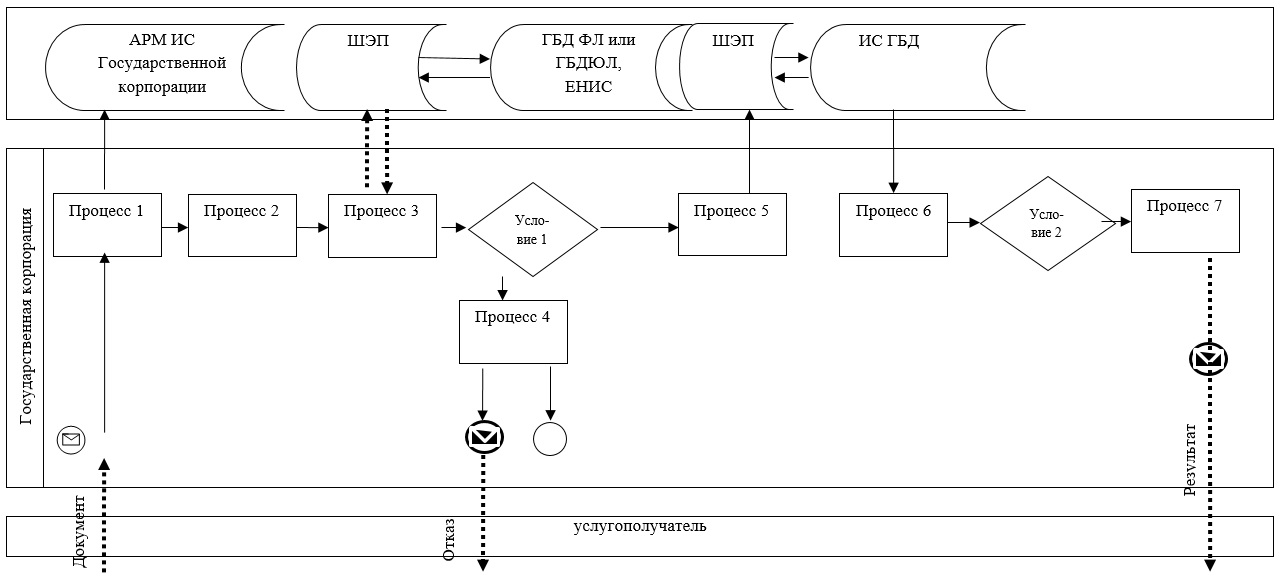 АРМ ИС
Государственной
корпорации
ШЭП
ГБД ФЛ или
ГБДЮЛ,
ЕНИС
ШЭП
ИС ГБД
Государственная корпорация
Процесс 1
Процесс 2
Процесс 3
Усло-
вие 1
Процесс 5
Процесс 6
Усло-
вие 2
Процесс 7
Процесс 4
Документ
Отказ
Результат
услугополучатель